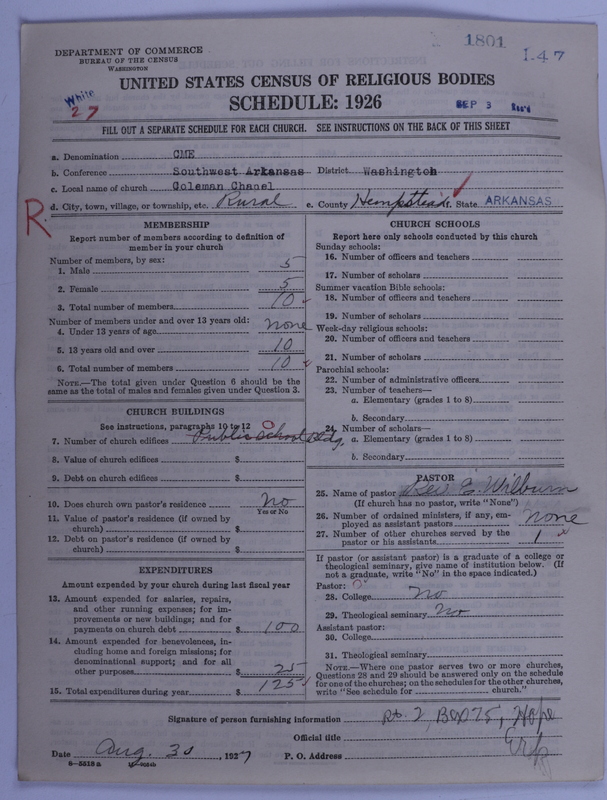 1801
147
DEPARTMENT OF COMMERCE
BUREAU OF THE CENSUS
WASHINGTON
White
27
UNITED STATES CENSUS OF RELIGIOUS BODIES
SCHEDULE: 1926
SEP 3 Rec'd
FILL OUT A SEPARATE SCHEDULE FOR EACH CHURCH. SEE INSTRUCTIONS ON THE BACK OF THIS SHEET
a. Denomination CME
b. Conference Southwest Arkansas District Washington
c. Local name of church Coleman Chapel
d. City, town, village, or township, etc. Rural e. County Hempstead State ARKANSAS
R
MEMBERSHIP
Report number of members according to definition of
member in your church
Number of members, by sex:
1. Male 5
2. Female 5
3. Total number of members 10
Number of members under and over 13 years old:
4. Under 13 years of age none
5. 13 years old and over 10
6. Total number of members 10
NOTE.—The total given under Question 6 should be the
same as the total of males and females given under Question 3.
CHURCH BUILDINGS
See instructions, paragraphs 10 to 12
7. Number of church edifices Public School Bldg.
8. Value of church edifices $
9. Debt on church edifices $
10. Does church own pastor's residence No
Yes or No
11. Value of pastor's residence (if owned by
church) $
12. Debt on pastor's residence (if owned by
church) $
EXPENDITURES
Amount expended by your church during last fiscal year
13. Amount expended for salaries, repairs,
and other running expenses; for im-
provements or new buildings; and for
payments on church debt $ 100
14. Amount expended for benevolences, in-
cluding home and foreign missions; for
denominational support; and for all
other purposes $ 25
15. Total expenditures during year $ 125
CHURCH SCHOOLS
Report here only schools conducted by this church
Sunday schools:
16. Number of officers and teachers
17. Number of scholars
Summer vacation Bible schools:
18. Number of officers and teachers
19. Number of scholars
Week-day religious schools:
20. Number of officers and teachers
21. Number of scholars
Parochial schools:
22. Number of administrative officers
23. Number of teachers—
a. Elementary (grades 1 to 8)
b. Secondary
24. Number of scholars—
a. Elementary (grades 1 to 8)
b. Secondary
PASTOR
25. Name of pastor Rev E. Wilburn
(If church has no pastor, write "None")
26. Number of ordained ministers, if any, em-
ployed as assistant pastors none
27. Number of other churches served by the
pastor or his assistants 1
If pastor (or assistant pastor) is a graduate of a college or
theological seminary, give name of institution below. (If
not a graduate, write "No" in the space indicated.)
Pastor:
28. College No
29. Theological seminary No
Assistant pastor:
30. College
31. Theological seminary
NOTE.—Where one pastor serves two or more churches,
Questions 28 and 29 should be answered only on the schedule
for one of the churches; on the schedules for the other churches,
write "See schedule for church."
Signature of person furnishing information Rt. 2, Box 75, Hope
Official title Ark
Date Aug. 30, 1927 P. O. Address
8—5518a